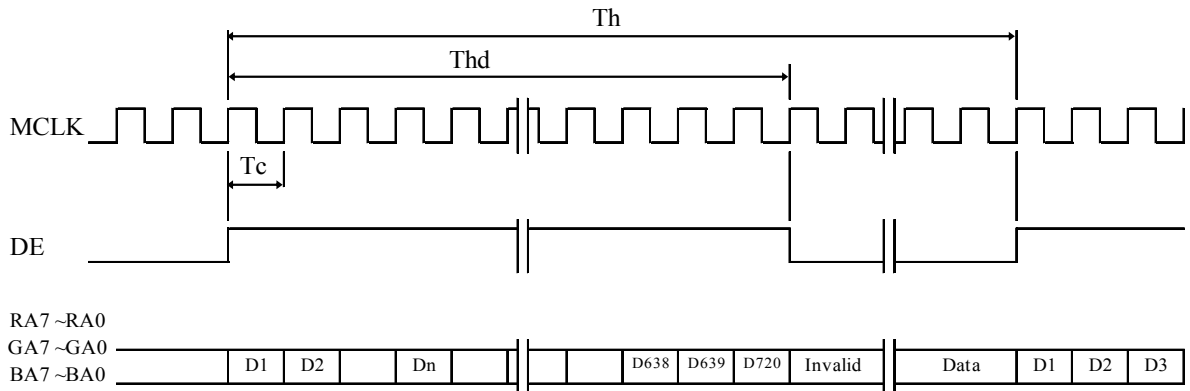 Th
Thd
MCLK
Tc
DE
RA7 ~RA0
GA7 ~GA0
BA7 ~BA0
D1 D2 Dn D638 D639 D720 Invalid Data D1 D2 D3